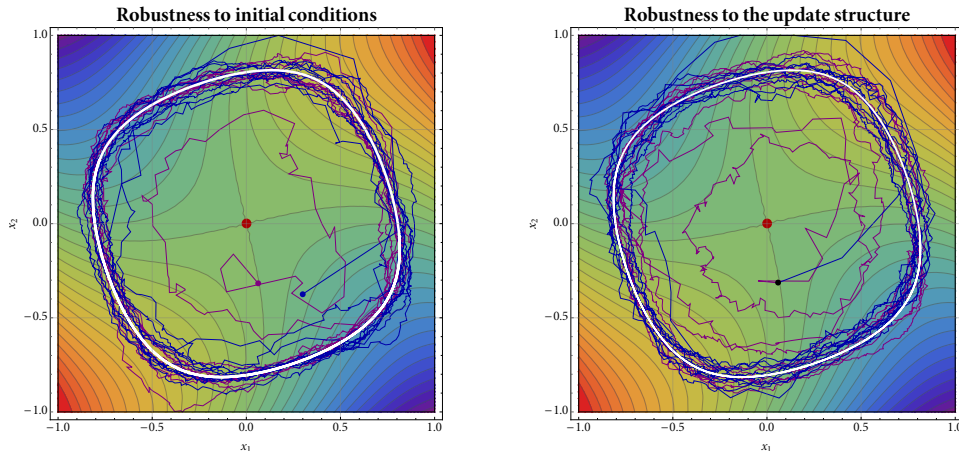 Robustness to initial conditions
1.0
0.5
0.0
−0.5
−1.0
x₂
−1.0 −0.5 0.0 0.5 1.0
x₁
Robustness to the update structure
1.0
0.5
0.0
−0.5
−1.0
x₂
−1.0 −0.5 0.0 0.5 1.0
x₁